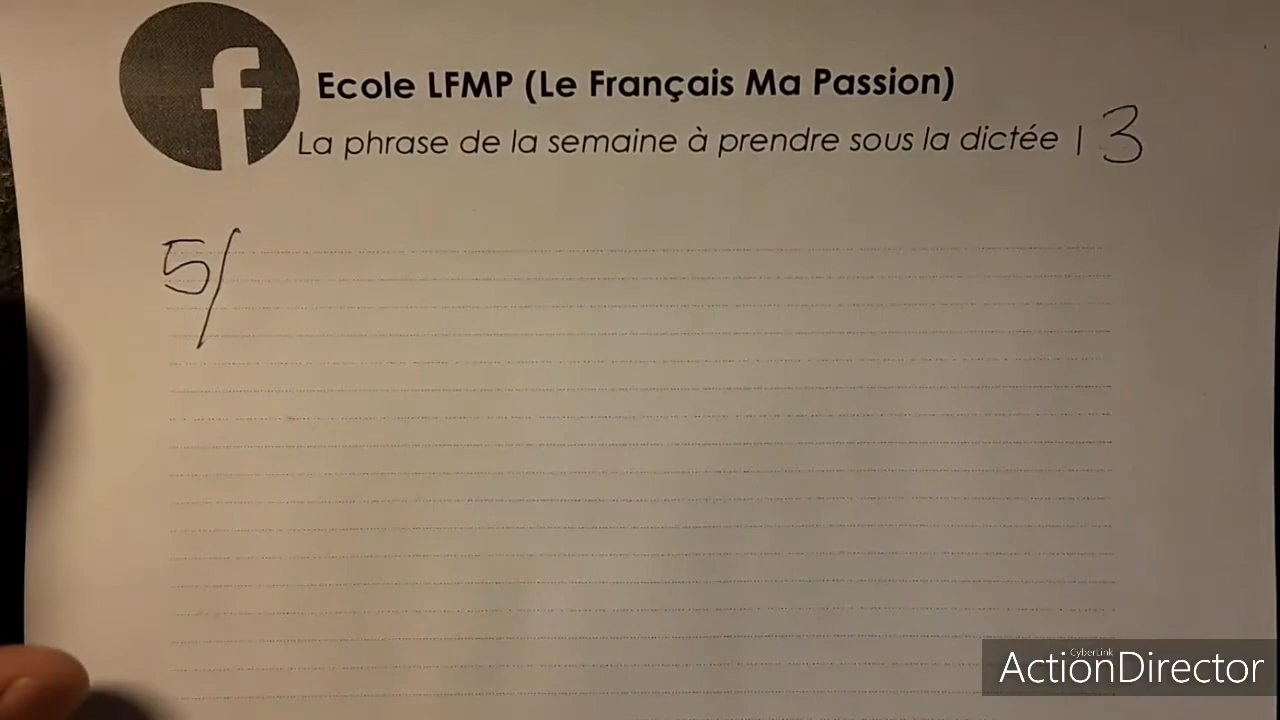 f
Ecole LFMP (Le Français Ma Passion)
La phrase de la semaine à prendre sous la dictée | 3
5/
CyberLink
ActionDirector